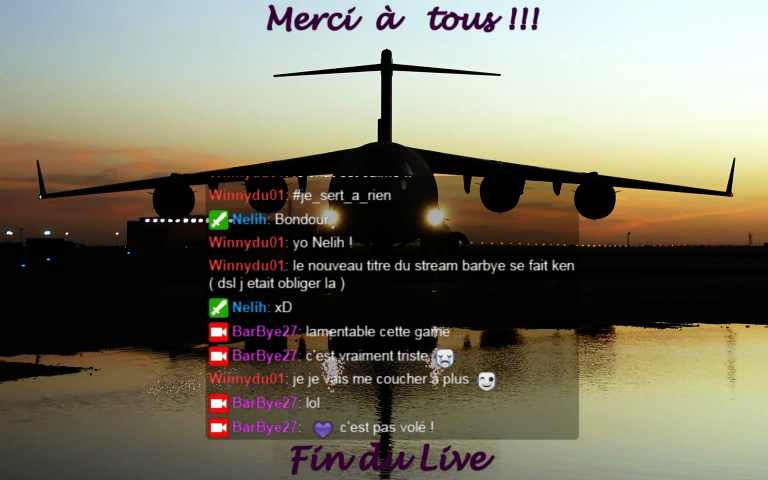 Merci à tous !!!
Winnydu01: #je_sert_a_rien
Nelih: Bondour
Winnydu01: yo Nelih !
Winnydu01: le nouveau titre du stream barbye se fait ken
( dsl j etait obliger la )
Nelih: xD
BarBye27: lamentable cette game
BarBye27: c'est vraiment triste
Winnydu01: je je vais me coucher a plus
BarBye27: lol
BarBye27: c'est pas volé !
Fin du Live